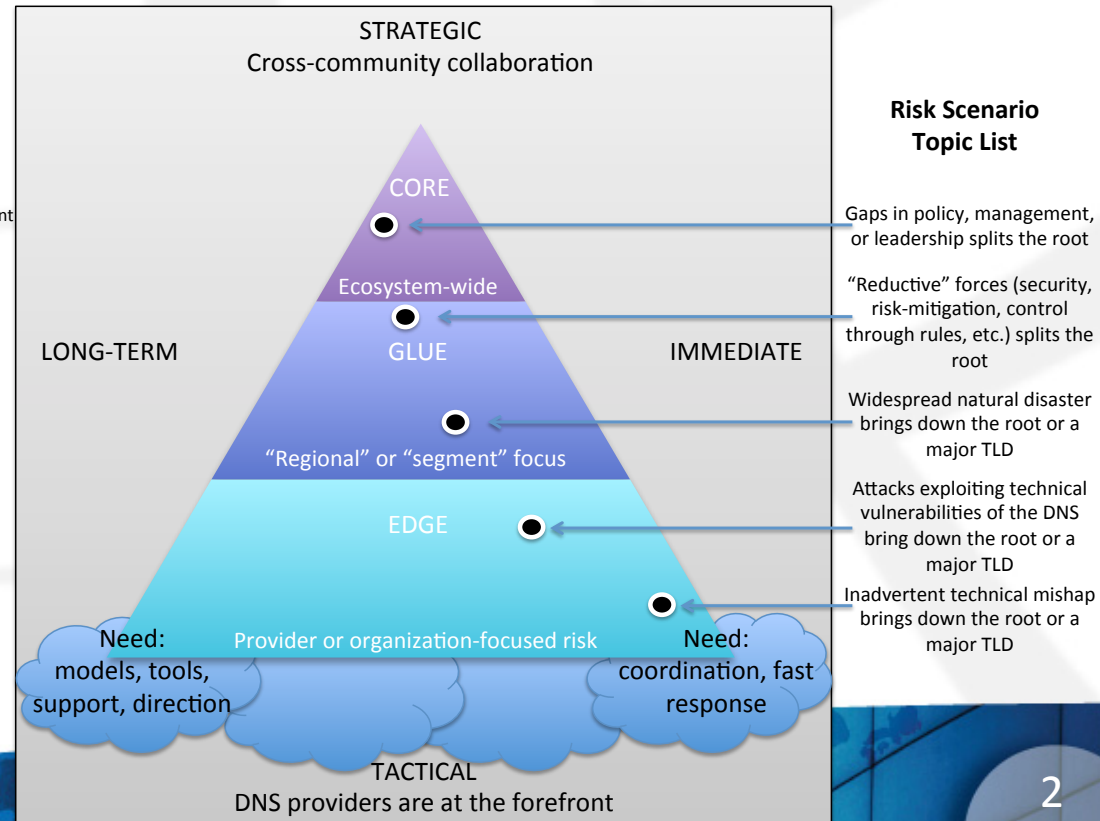 STRATEGIC
Cross-community collaboration
Risk Scenario
Topic List
CORE
Ecosystem-wide
nt
Gaps in policy, management,
or leadership splits the root
“Reductive” forces (security,
risk-mitigation, control
through rules, etc.) splits the
root
LONG-TERM
GLUE
IMMEDIATE
“Regional” or “segment” focus
Widespread natural disaster
brings down the root or a
major TLD
EDGE
Attacks exploiting technical
vulnerabilities of the DNS
bring down the root or a
major TLD
Inadvertent technical mishap
brings down the root or a
major TLD
Need:
models, tools,
support, direction
Provider or organization-focused risk
Need:
coordination, fast
response
TACTICAL
DNS providers are at the forefront
2